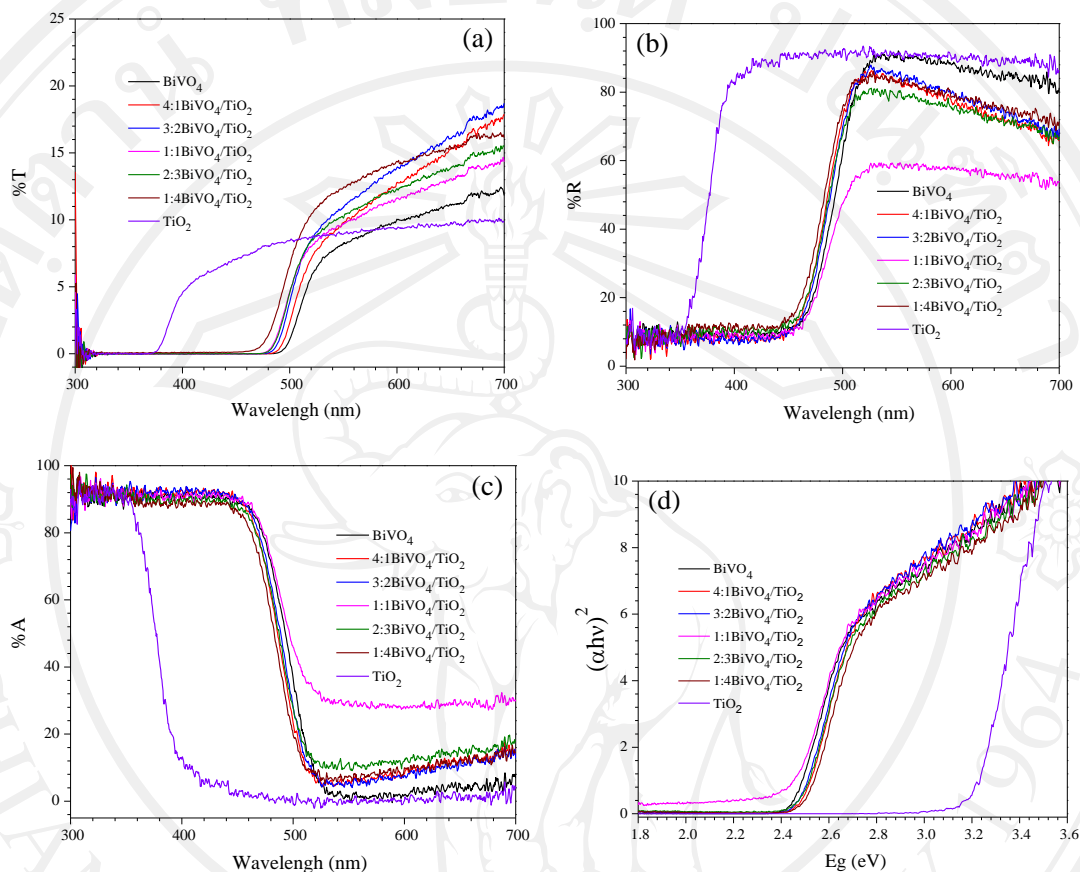 (a)
25
20
15
10
5
0
%T
BiVO4
4:1BiVO4/TiO2
3:2BiVO4/TiO2
1:1BiVO4/TiO2
2:3BiVO4/TiO2
1:4BiVO4/TiO2
TiO2
300 400 500 600 700
Wavelengh (nm)
(b)
100
80
60
40
20
0
%R
BiVO4
4:1BiVO4/TiO2
3:2BiVO4/TiO2
1:1BiVO4/TiO2
2:3BiVO4/TiO2
1:4BiVO4/TiO2
TiO2
300 400 500 600 700
Wavelengh (nm)
(c)
100
80
60
40
20
0
%A
BiVO4
4:1BiVO4/TiO2
3:2BiVO4/TiO2
1:1BiVO4/TiO2
2:3BiVO4/TiO2
1:4BiVO4/TiO2
TiO2
300 400 500 600 700
Wavelengh (nm)
(d)
10
8
6
4
2
0
(αhν)²
BiVO4
4:1BiVO4/TiO2
3:2BiVO4/TiO2
1:1BiVO4/TiO2
2:3BiVO4/TiO2
1:4BiVO4/TiO2
TiO2
1.8 2.0 2.2 2.4 2.6 2.8 3.0 3.2 3.4 3.6
Eg (eV)
1964